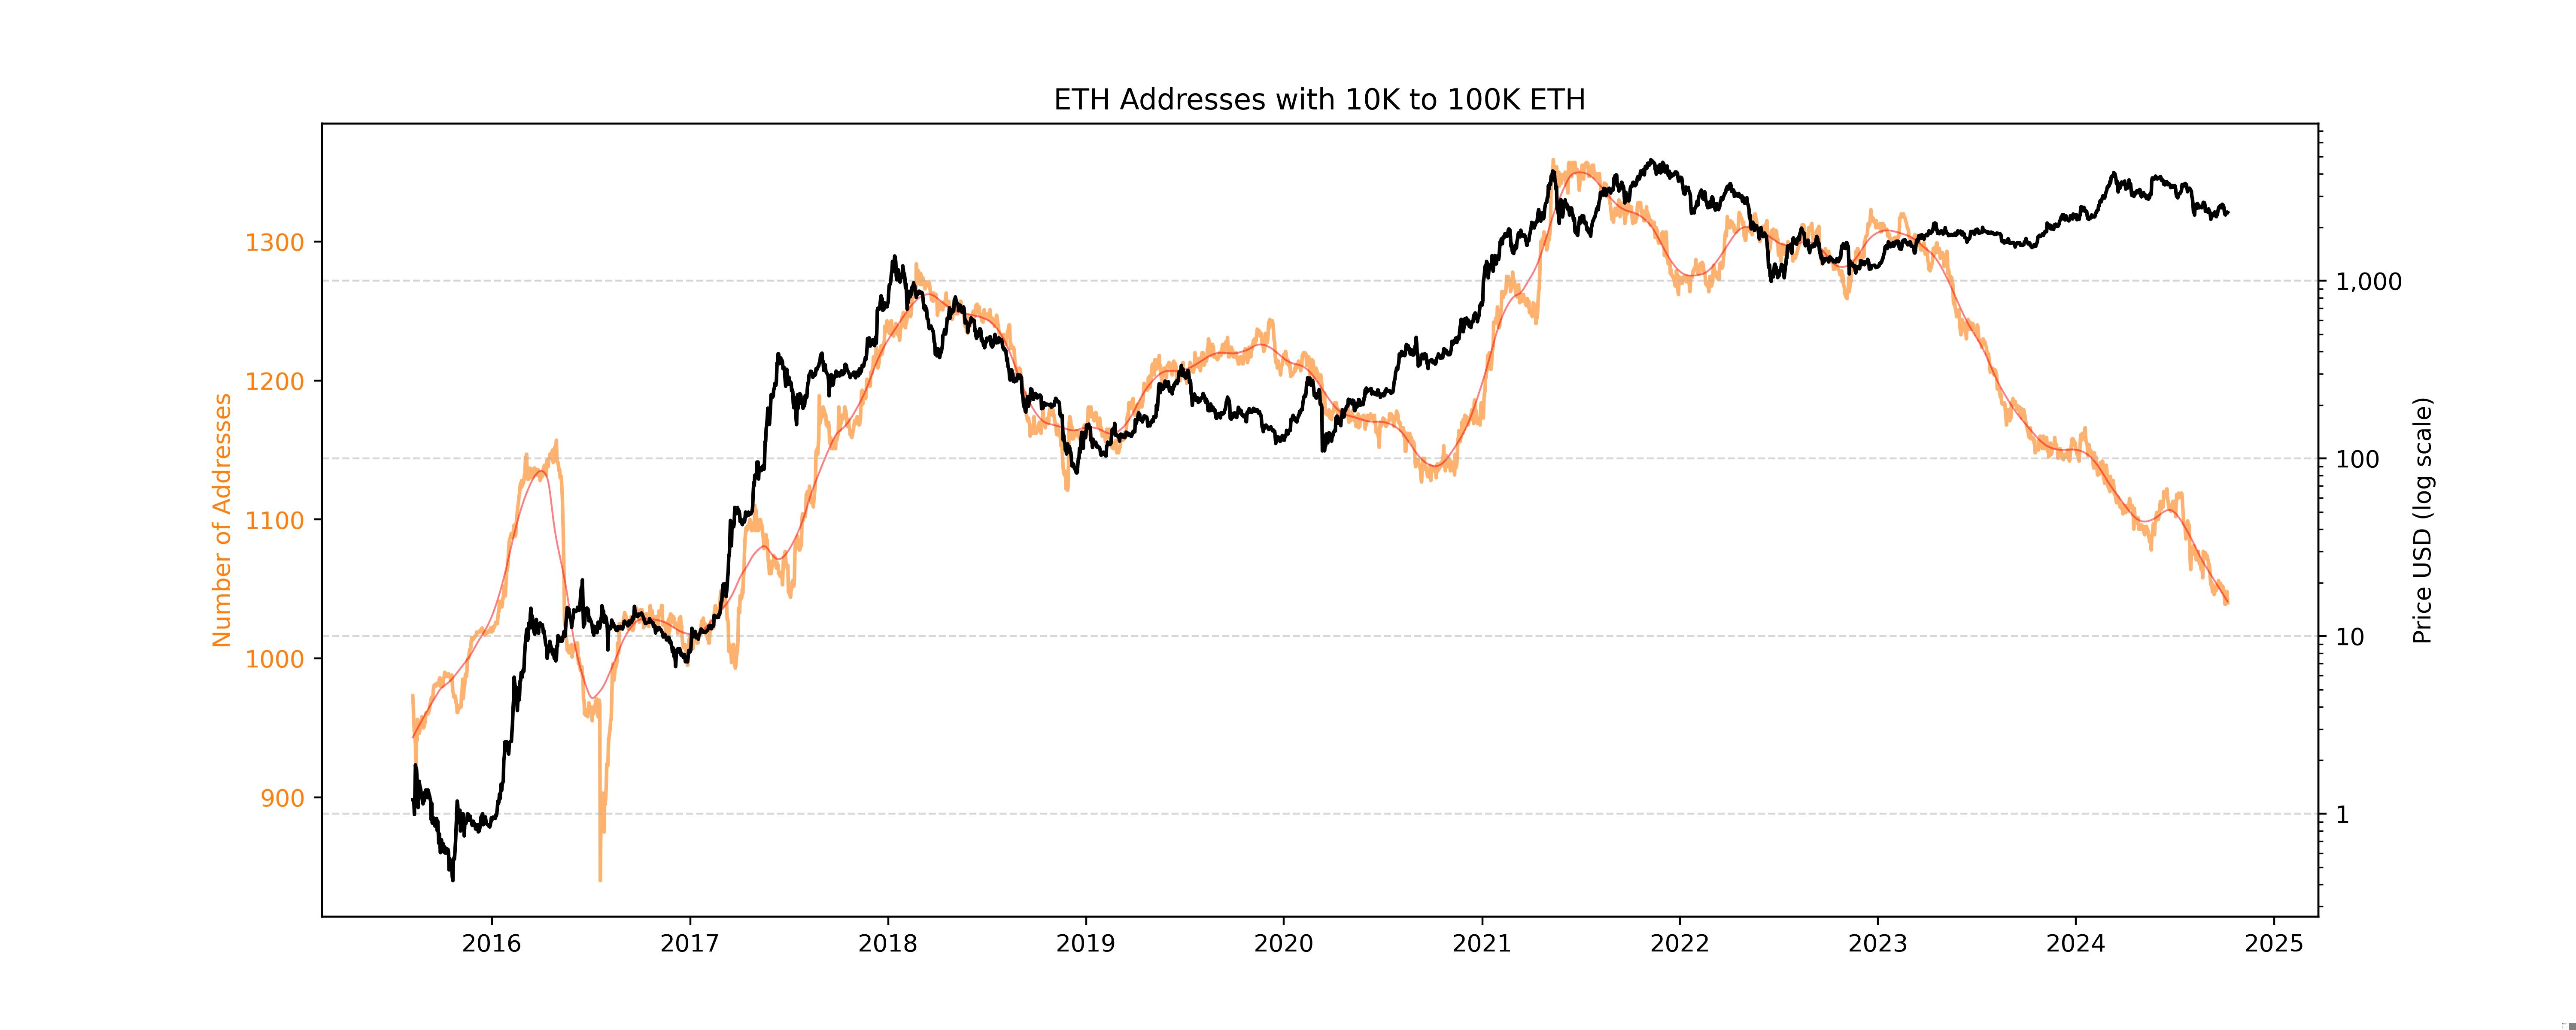 ETH Addresses with 10K to 100K ETH
Number of Addresses
1300
1200
1100
1000
900
1,000
100
10
1
Price USD (log scale)
2016 2017 2018 2019 2020 2021 2022 2023 2024 2025